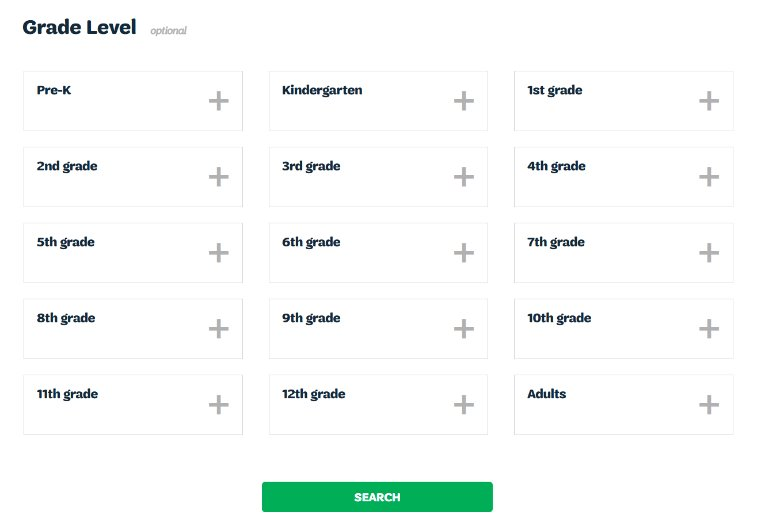 Grade Level optional
Pre-K
Kindergarten
1st grade
2nd grade
3rd grade
4th grade
5th grade
6th grade
7th grade
8th grade
9th grade
10th grade
11th grade
12th grade
Adults
SEARCH